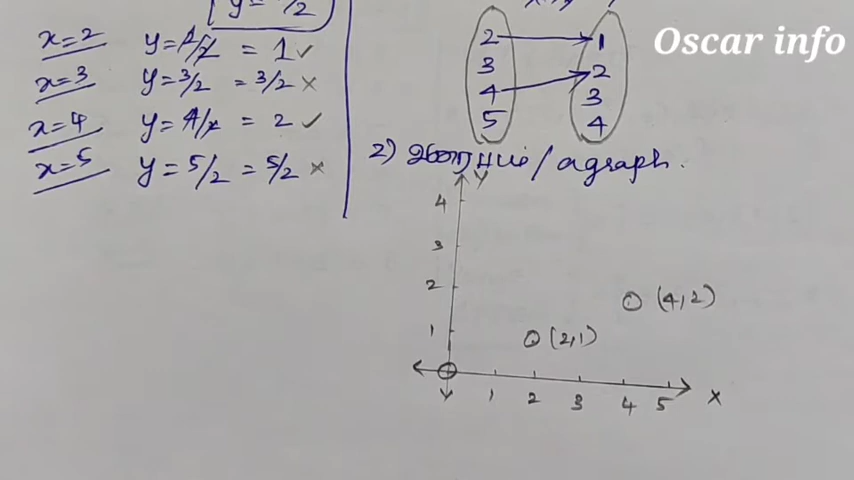 y = x/2
x=2 y=2/2 = 1 ✓
x=3 y=3/2 = 3/2 ×
x=4 y=4/2 = 2 ✓
x=5 y=5/2 = 5/2 ×
2 1
3 2
4 3
5 4
Oscar info
2) வரைபடம் / a graph.
y
4
3
2
1
(4,2)
(2,1)
1 2 3 4 5 x